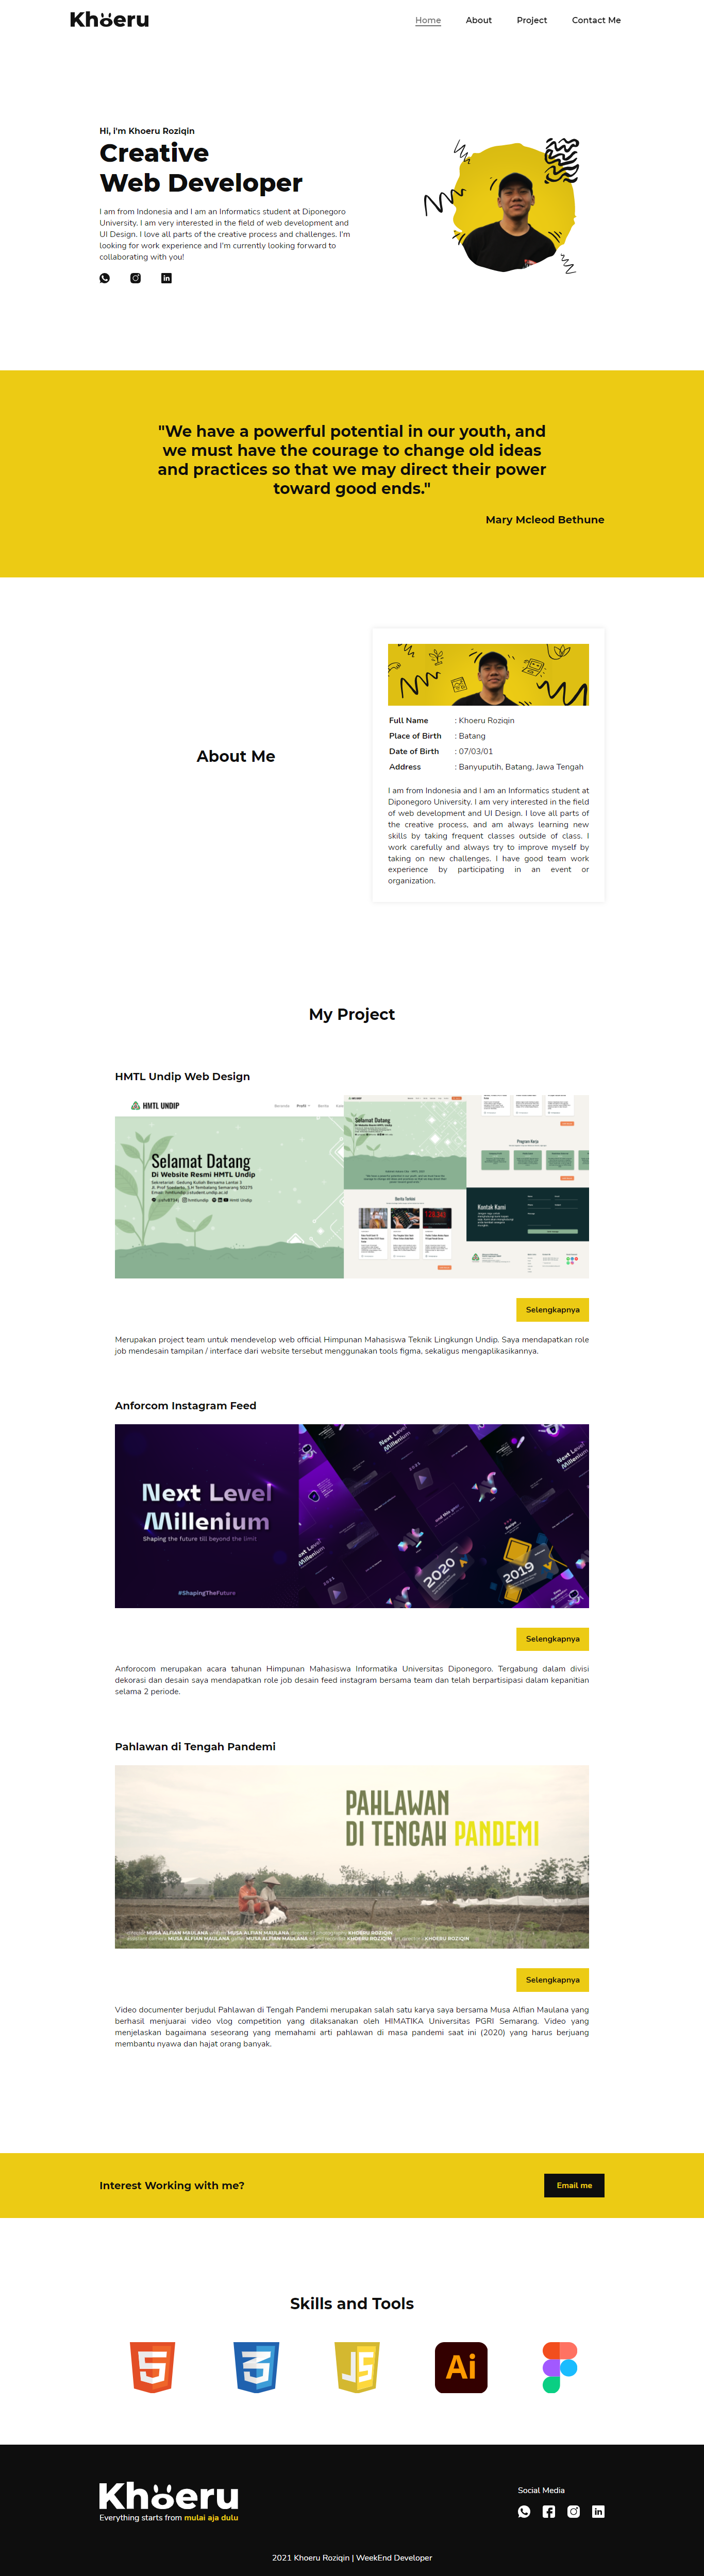 Khoeru
Home About Project Contact Me
Hi, i'm Khoeru Roziqin
Creative
Web Developer
I am from Indonesia and I am an Informatics student at Diponegoro
University. I am very interested in the field of web development and
UI Design. I love all parts of the creative process and challenges. I'm
looking for work experience and I'm currently looking forward to
collaborating with you!
"We have a powerful potential in our youth, and
we must have the courage to change old ideas
and practices so that we may direct their power
toward good ends."
Mary Mcleod Bethune
About Me
Full Name : Khoeru Roziqin
Place of Birth : Batang
Date of Birth : 07/03/01
Address : Banyuputih, Batang, Jawa Tengah
I am from Indonesia and I am an Informatics student at
Diponegoro University. I am very interested in the field
of web development and UI Design. I love all parts of
the creative process, and am always learning new
skills by taking frequent classes outside of class. I
work carefully and always try to improve myself by
taking on new challenges. I have good team work
experience by participating in an event or
organization.
My Project
HMTL Undip Web Design
HMTL UNDIP
Beranda Profil Berita
Selamat Datang
Di Website Resmi HMTL Undip
Selamat Datang
Program Kerja
Berita Terkini
Kontak Kami
Selengkapnya
Merupakan project team untuk mendevelop web official Himpunan Mahasiswa Teknik Lingkungn Undip. Saya mendapatkan role
job mendesain tampilan / interface dari website tersebut menggunakan tools figma, sekaligus mengaplikasikannya.
Anforcom Instagram Feed
Next Level
Millenium
Shaping the future till beyond the limit
#ShapingTheFuture
Next Level
Millenium
2020
2019
Selengkapnya
Anforocom merupakan acara tahunan Himpunan Mahasiswa Informatika Universitas Diponegoro. Tergabung dalam divisi
dekorasi dan desain saya mendapatkan role job desain feed instagram bersama team dan telah berpartisipasi dalam kepanitian
selama 2 periode.
Pahlawan di Tengah Pandemi
PAHLAWAN
DI TENGAH PANDEMI
MUSA ALFIAN MAULANA MUSA ALFIAN MAULANA KHOERU ROZIQIN
MUSA ALFIAN MAULANA MUSA ALFIAN MAULANA KHOERU ROZIQIN KHOERU ROZIQIN
Selengkapnya
Video documenter berjudul Pahlawan di Tengah Pandemi merupakan salah satu karya saya bersama Musa Alfian Maulana yang
berhasil menjuarai video vlog competition yang dilaksanakan oleh HIMATIKA Universitas PGRI Semarang. Video yang
menjelaskan bagaimana seseorang yang memahami arti pahlawan di masa pandemi saat ini (2020) yang harus berjuang
membantu nyawa dan hajat orang banyak.
Interest Working with me?
Email me
Skills and Tools
5 3 JS Ai
Khoeru
Everything starts from mulai aja dulu
Social Media
2021 Khoeru Roziqin | WeekEnd Developer